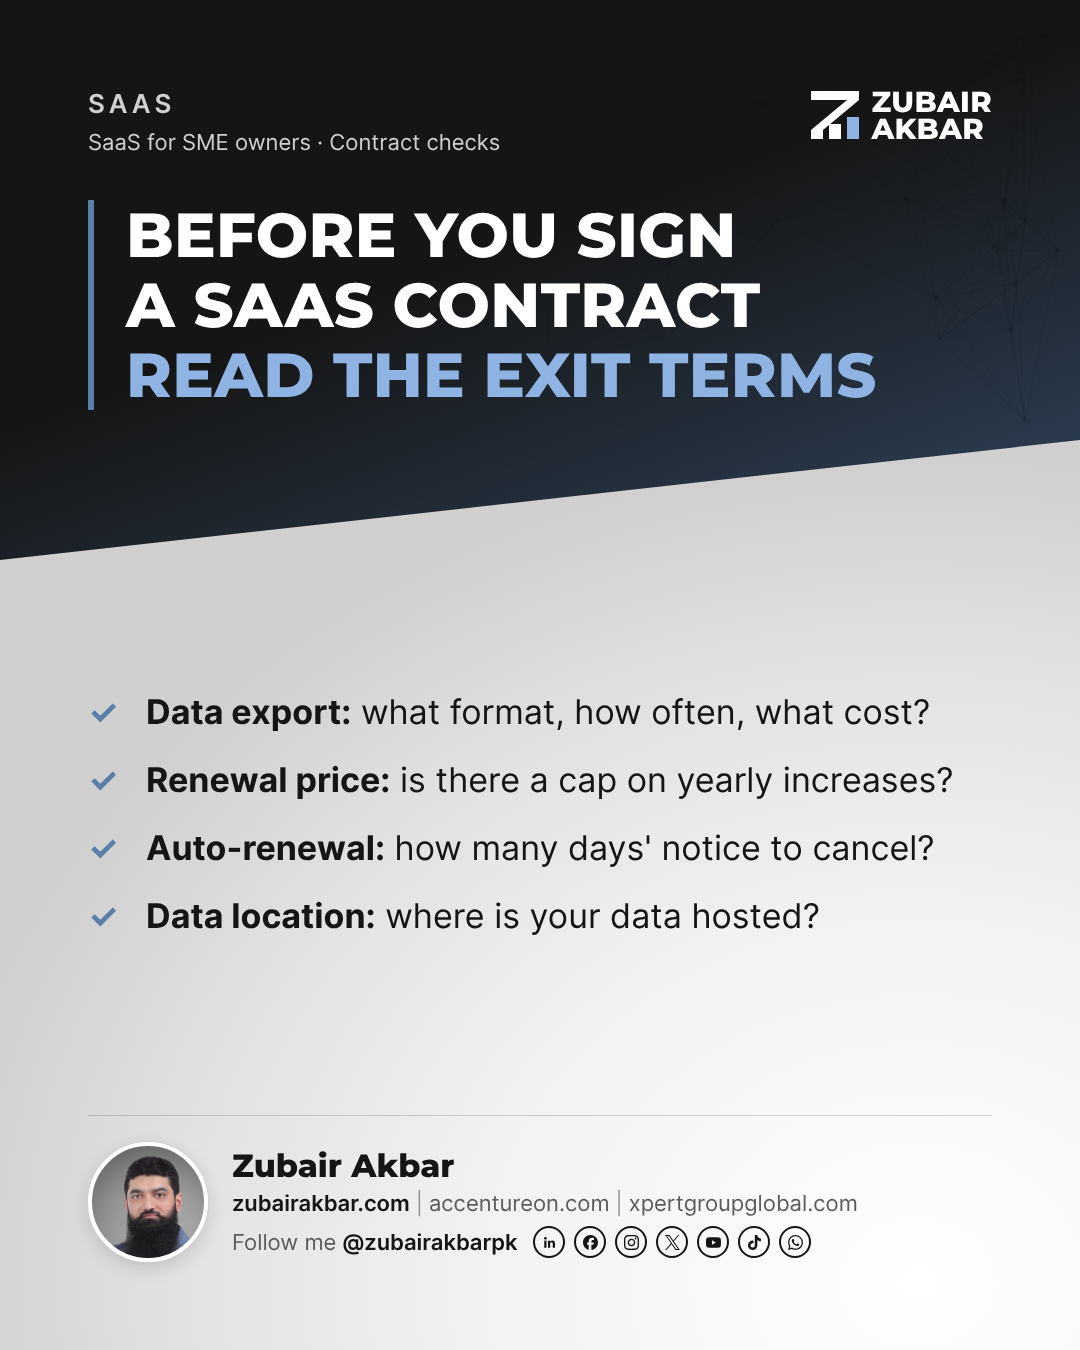 SAAS
SaaS for SME owners · Contract checks
ZUBAIR
AKBAR
BEFORE YOU SIGN
A SAAS CONTRACT
READ THE EXIT TERMS
Data export: what format, how often, what cost?
Renewal price: is there a cap on yearly increases?
Auto-renewal: how many days' notice to cancel?
Data location: where is your data hosted?
Zubair Akbar
zubairakbar.com | accentureon.com | xpertgroupglobal.com
Follow me @zubairakbarpk